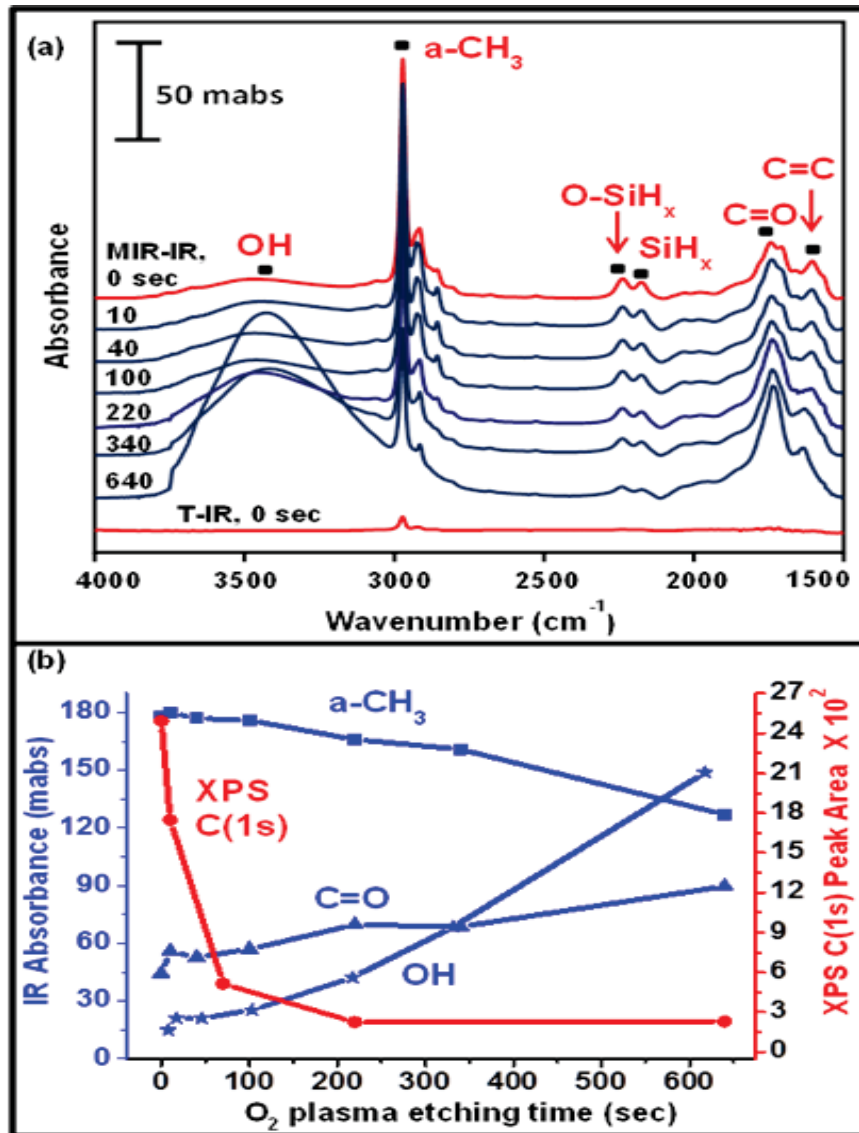 (a)
50 mabs
a-CH₃
O-SiHₓ
C=C
C=O
OH
SiHₓ
MIR-IR,
0 sec
10
40
100
220
340
640
T-IR, 0 sec
Absorbance
4000 3500 3000 2500 2000 1500
Wavenumber (cm⁻¹)
(b)
180
150
120
90
60
30
0
IR Absorbance (mabs)
a-CH₃
XPS
C(1s)
C=O
OH
27
24
21
18
15
12
9
6
3
0
XPS C(1s) Peak Area X 10²
0 100 200 300 400 500 600
O₂ plasma etching time (sec)